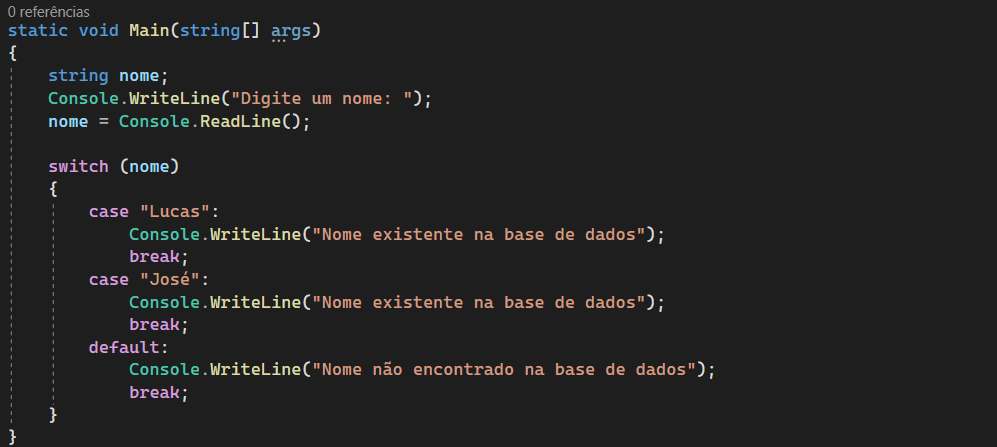 0 referências
static void Main(string[] args)
{
string nome;
Console.WriteLine("Digite um nome: ");
nome = Console.ReadLine();
switch (nome)
{
case "Lucas":
Console.WriteLine("Nome existente na base de dados");
break;
case "José":
Console.WriteLine("Nome existente na base de dados");
break;
default:
Console.WriteLine("Nome não encontrado na base de dados");
break;
}
}